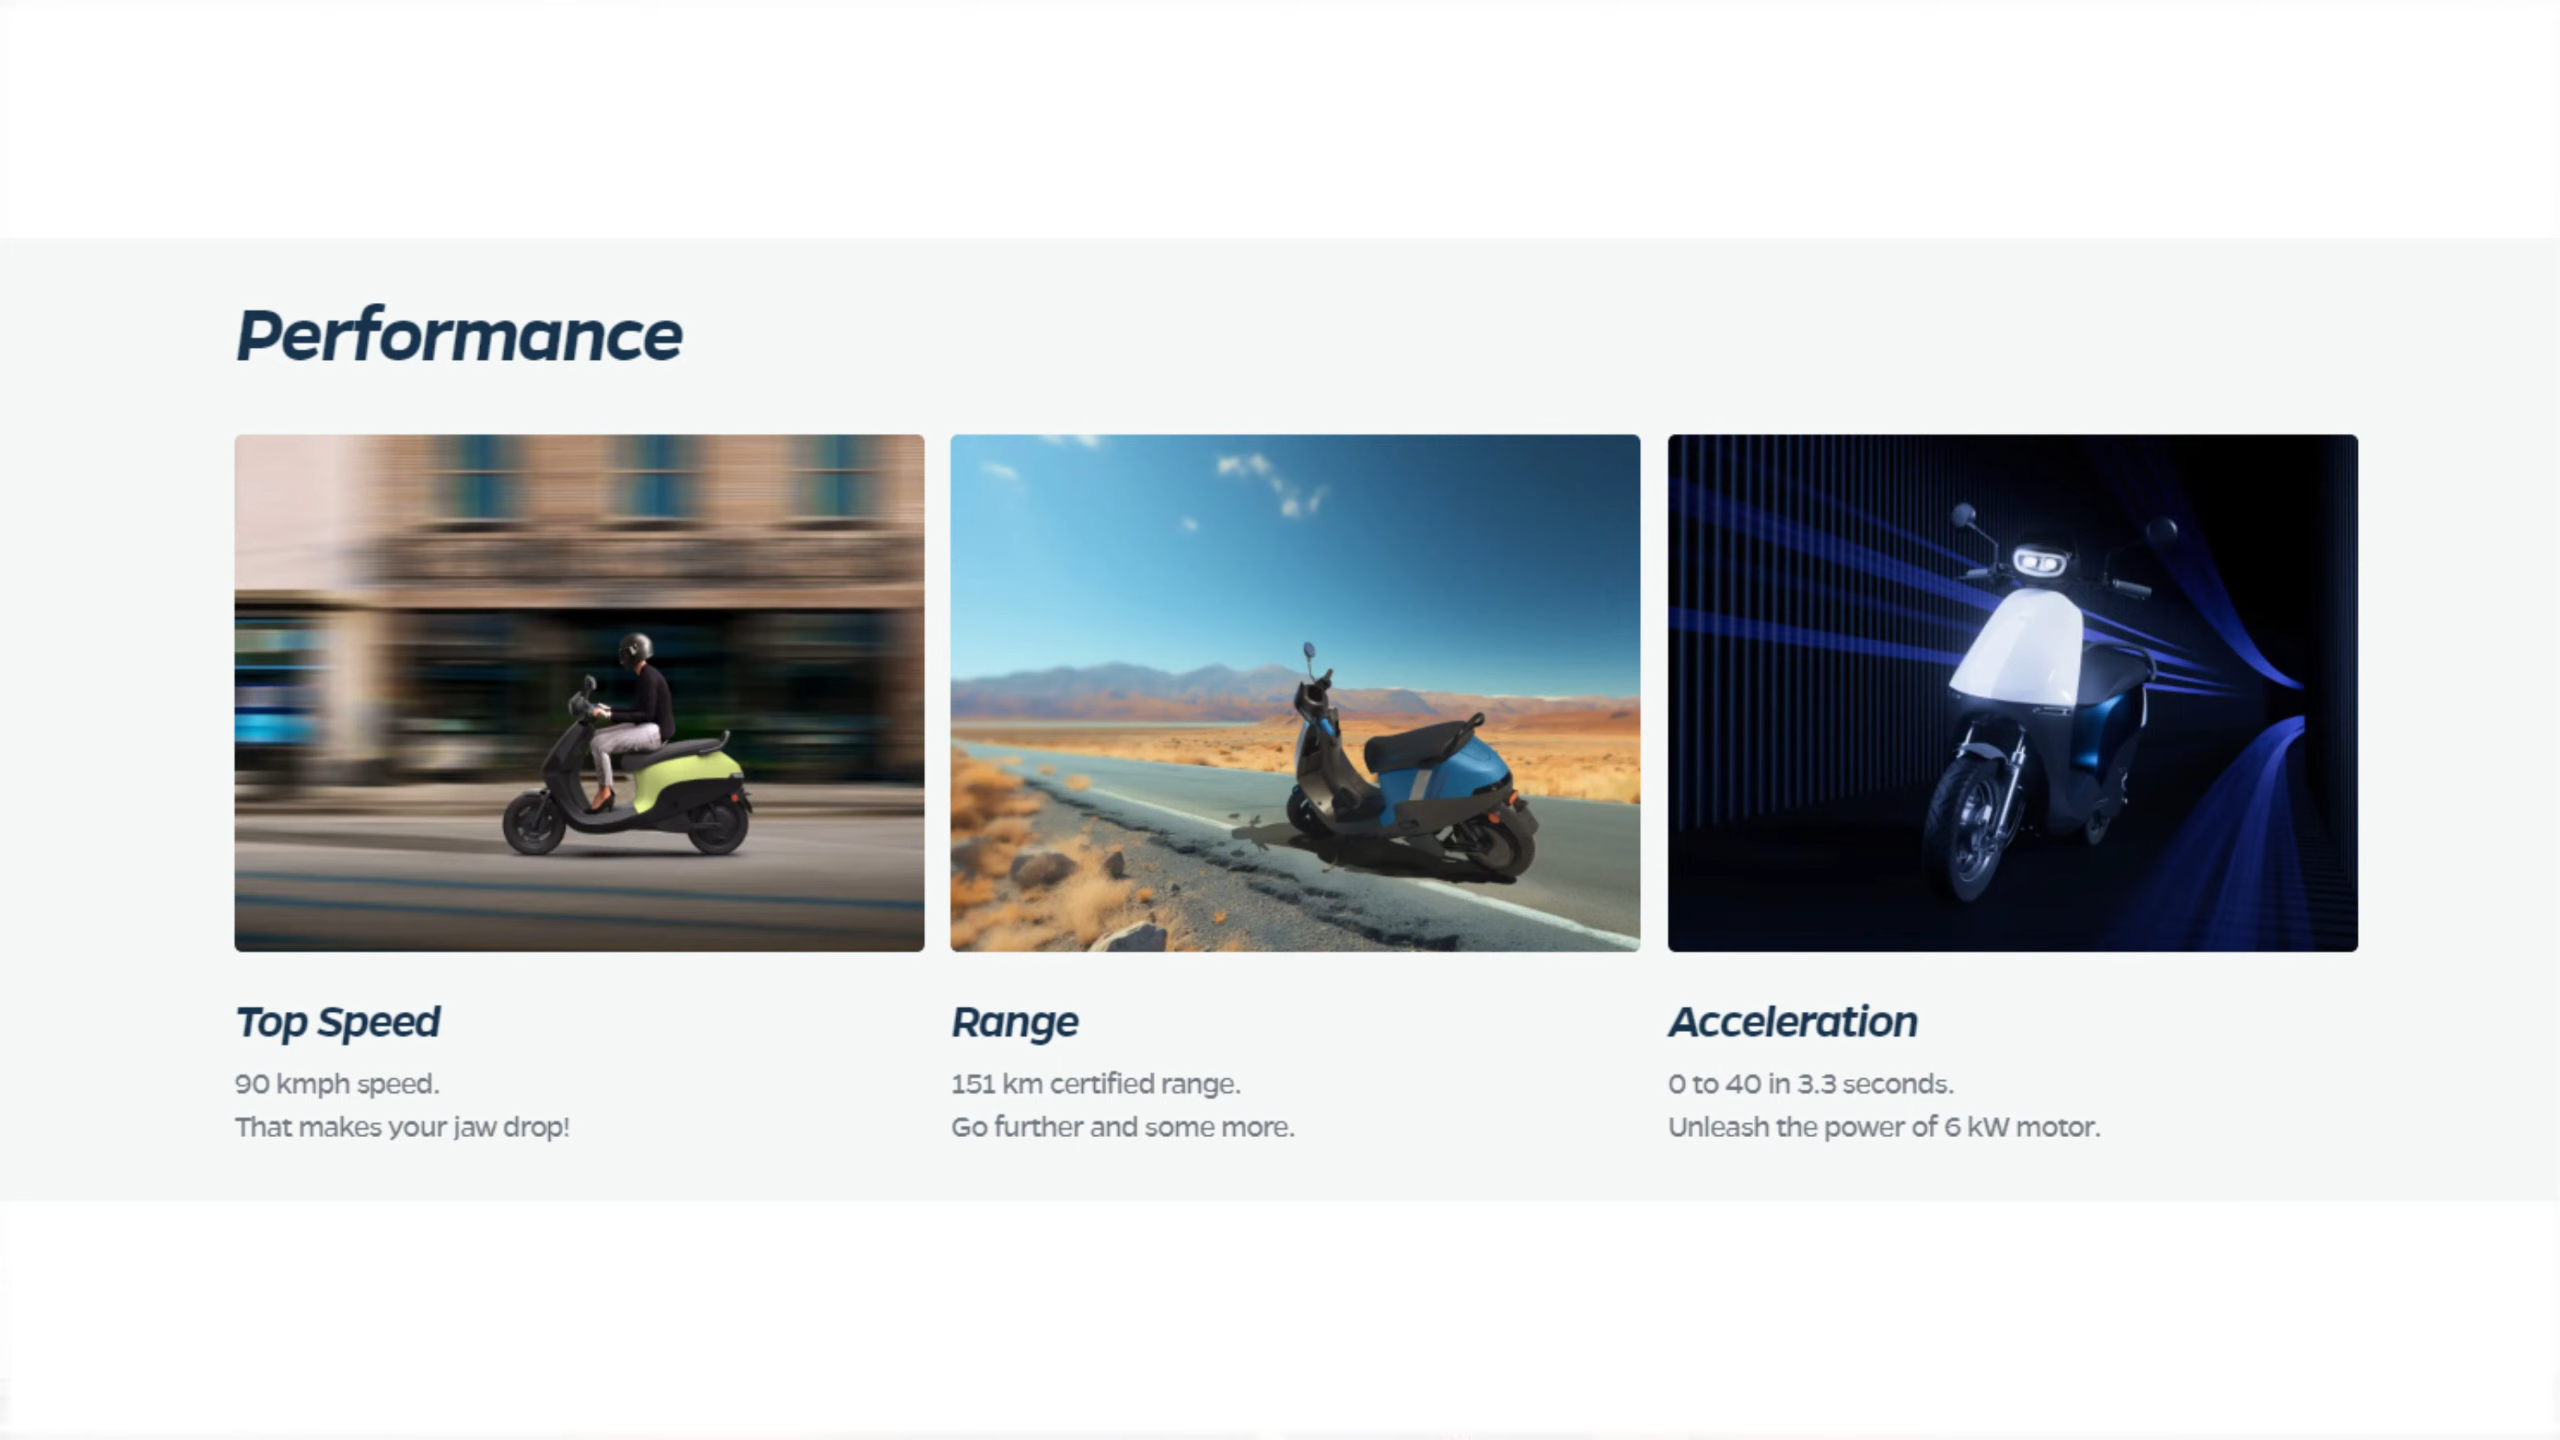 Performance
Top Speed
90 kmph speed.
That makes your jaw drop!
Range
151 km certified range.
Go further and some more.
Acceleration
0 to 40 in 3.3 seconds.
Unleash the power of 6 kW motor.